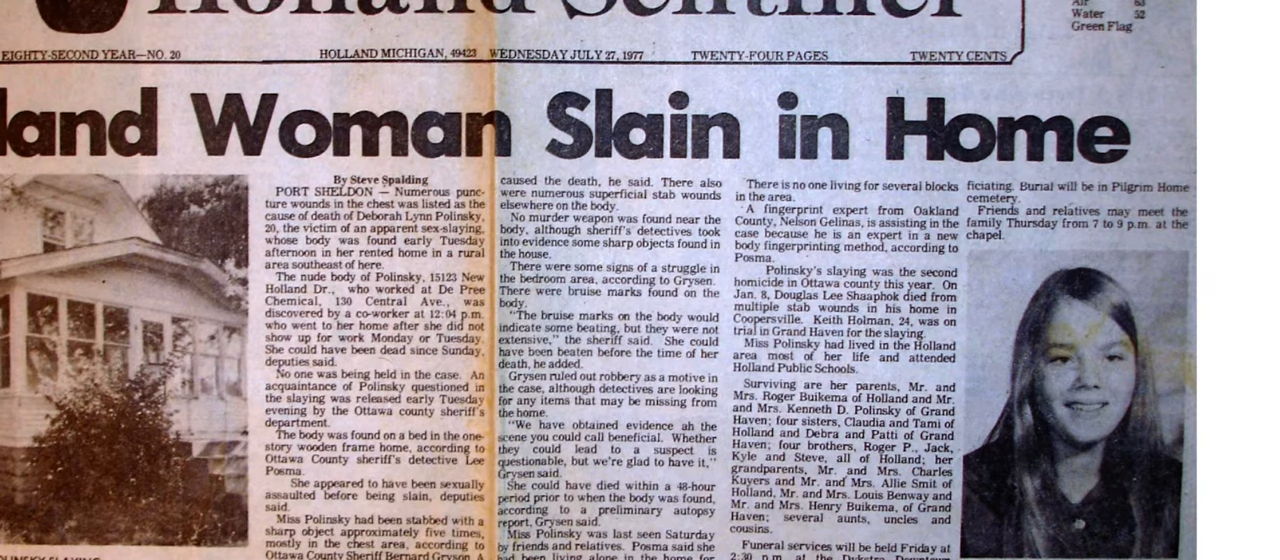 Holland Sentinel
Air 63
Water 52
Green Flag
EIGHTY-SECOND YEAR—NO. 20
HOLLAND MICHIGAN, 49423
WEDNESDAY JULY 27, 1977
TWENTY-FOUR PAGES
TWENTY CENTS
land Woman Slain in Home
By Steve Spalding
PORT SHELDON — Numerous punc-
ture wounds in the chest was listed as the
cause of death of Deborah Lynn Polinsky,
20, the victim of an apparent sex-slaying,
whose body was found early Tuesday
afternoon in her rented home in a rural
area southeast of here.
The nude body of Polinsky, 15123 New
Holland Dr., who worked at De Pree
Chemical, 130 Central Ave., was
discovered by a co-worker at 12:04 p.m.
who went to her home after she did not
show up for work Monday or Tuesday.
She could have been dead since Sunday,
deputies said.
No one was being held in the case. An
acquaintance of Polinsky questioned in
the slaying was released early Tuesday
evening by the Ottawa county sheriff's
department.
The body was found on a bed in the one-
story wooden frame home, according to
Ottawa County sheriff's detective Lee
Posma.
She appeared to have been sexually
assaulted before being slain, deputies
said.
Miss Polinsky had been stabbed with a
sharp object approximately five times,
mostly in the chest area, according to
Ottawa County Sheriff Bernard Grysen. A
caused the death, he said. There also
were numerous superficial stab wounds
elsewhere on the body.
No murder weapon was found near the
body, although sheriff's detectives took
into evidence some sharp objects found in
the house.
There were some signs of a struggle in
the bedroom area, according to Grysen.
There were bruise marks found on the
body.
"The bruise marks on the body would
indicate some beating, but they were not
extensive," the sheriff said. She could
have been beaten before the time of her
death, he added.
Grysen ruled out robbery as a motive in
the case, although detectives are looking
for any items that may be missing from
the home.
"We have obtained evidence ah the
scene you could call beneficial. Whether
they could lead to a suspect is
questionable, but we're glad to have it,"
Grysen said.
She could have died within a 48-hour
period prior to when the body was found,
according to a preliminary autopsy
report, Grysen said.
Miss Polinsky was last seen Saturday
by friends and relatives. Posma said she
had been living alone in the home for
There is no one living for several blocks
in the area.
A fingerprint expert from Oakland
County, Nelson Gelinas, is assisting in the
case because he is an expert in a new
body fingerprinting method, according to
Posma.
Polinsky's slaying was the second
homicide in Ottawa county this year. On
Jan. 8, Douglas Lee Shaaphok died from
multiple stab wounds in his home in
Coopersville. Keith Holman, 24, was on
trial in Grand Haven for the slaying.
Miss Polinsky had lived in the Holland
area most of her life and attended
Holland Public Schools.
Surviving are her parents, Mr. and
Mrs. Roger Buikema of Holland and Mr.
and Mrs. Kenneth D. Polinsky of Grand
Haven; four sisters, Claudia and Tami of
Holland and Debra and Patti of Grand
Haven; four brothers, Roger P., Jack,
Kyle and Steve, all of Holland; her
grandparents, Mr. and Mrs. Charles
Kuyers and Mr. and Mrs. Allie Smit of
Holland, Mr. and Mrs. Louis Benway and
Mr. and Mrs. Henry Buikema, of Grand
Haven; several aunts, uncles and
cousins.
Funeral services will be held Friday at
2:30 p.m. at the Dykstra Downtown
ficiating. Burial will be in Pilgrim Home
cemetery.
Friends and relatives may meet the
family Thursday from 7 to 9 p.m. at the
chapel.